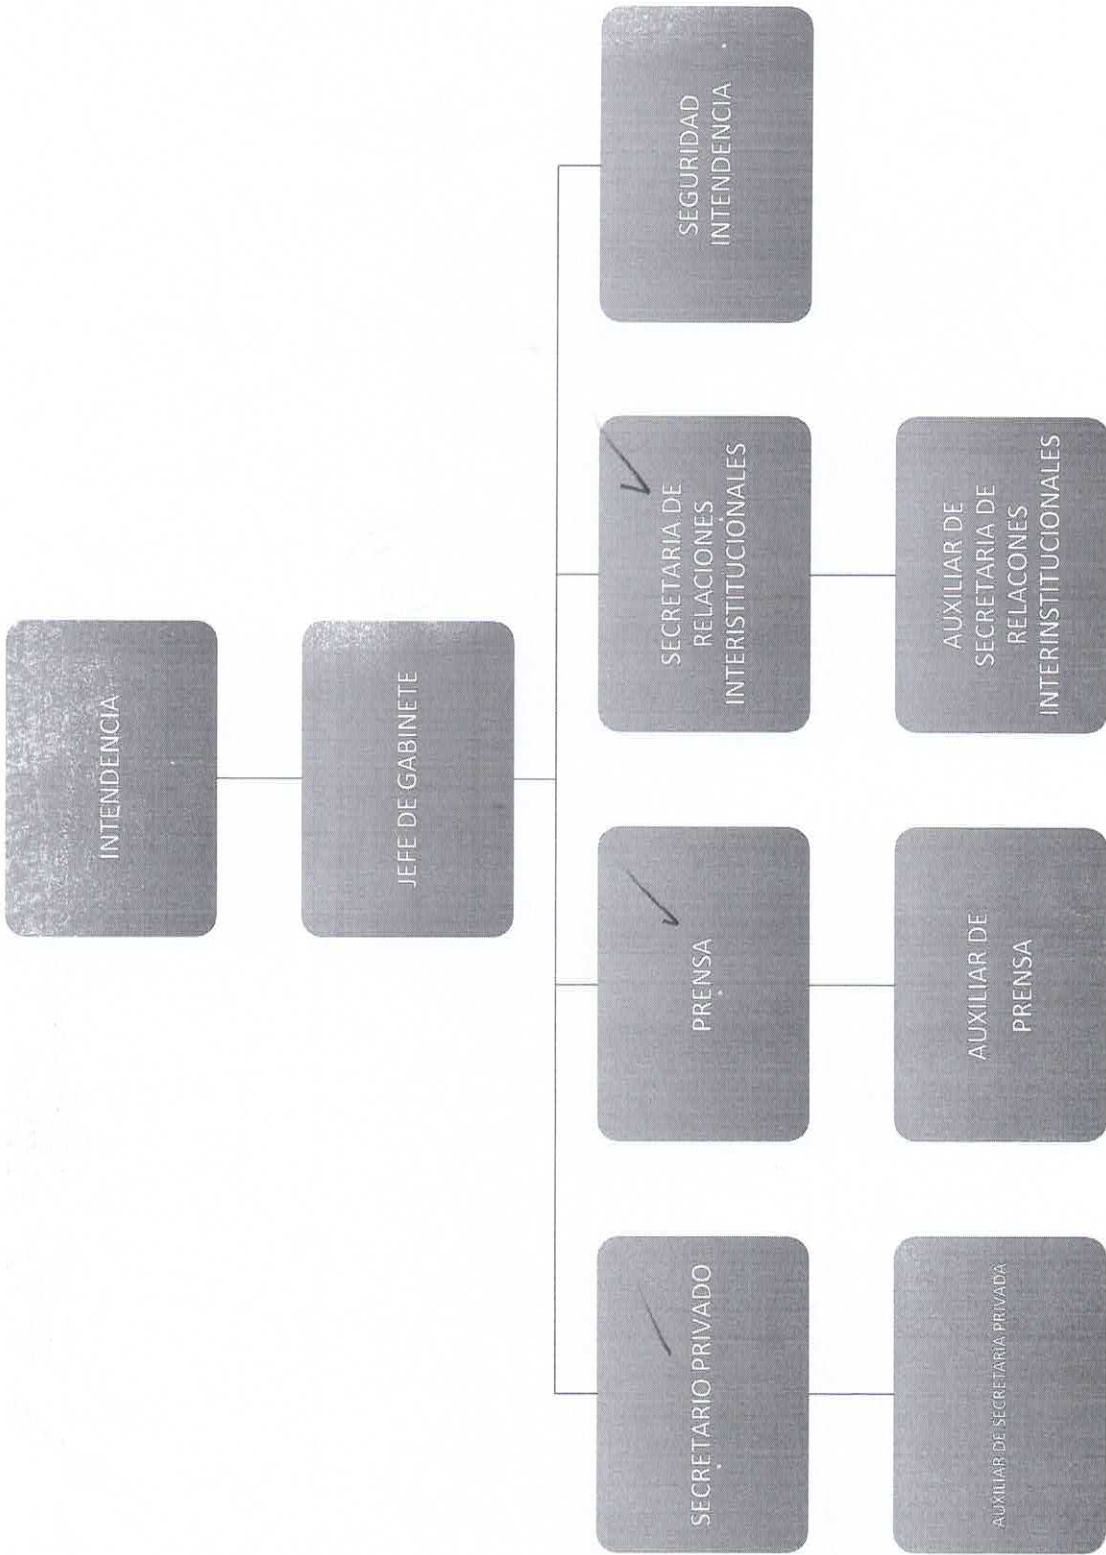 INTENDENCIA
JEFE DE GABINETE
SECRETARIO PRIVADO
PRENSA
SECRETARIA DE
RELACIONES
INTERISTITUCIONALES
SEGURIDAD
INTENDENCIA
AUXILIAR DE SECRETARIA PRIVADA
AUXILIAR DE
PRENSA
AUXILIAR DE
SECRETARIA DE
RELACONES
INTERINSTITUCIONALES